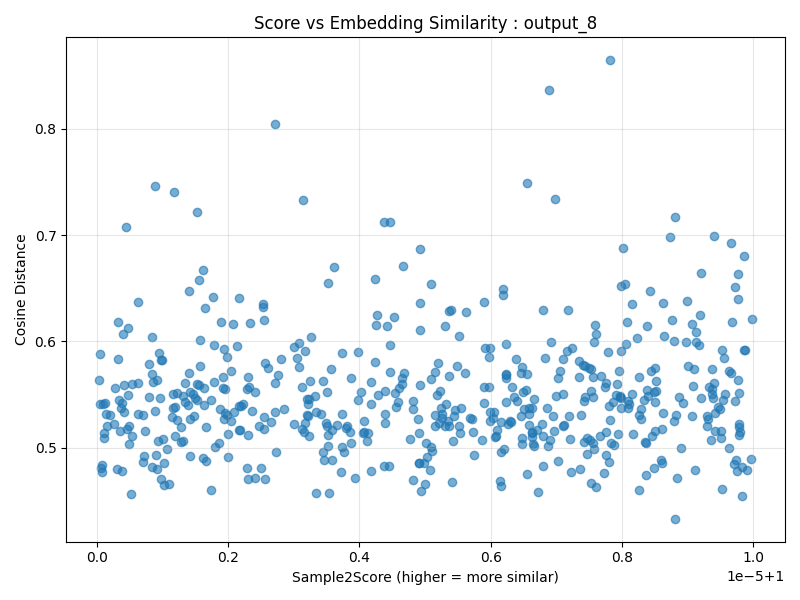 Score vs Embedding Similarity : output_8
0.8
0.7
0.6
0.5
Cosine Distance
0.0 0.2 0.4 0.6 0.8 1.0
Sample2Score (higher = more similar)
1e−5+1